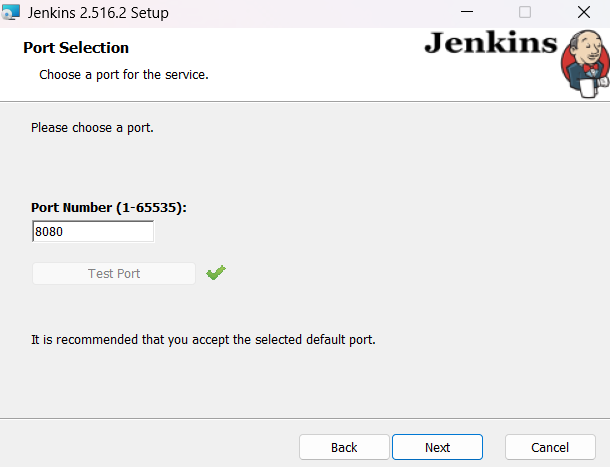 Jenkins 2.516.2 Setup
Port Selection
Jenkins
Choose a port for the service.
Please choose a port.
Port Number (1-65535):
8080
Test Port
It is recommended that you accept the selected default port.
Back
Next
Cancel